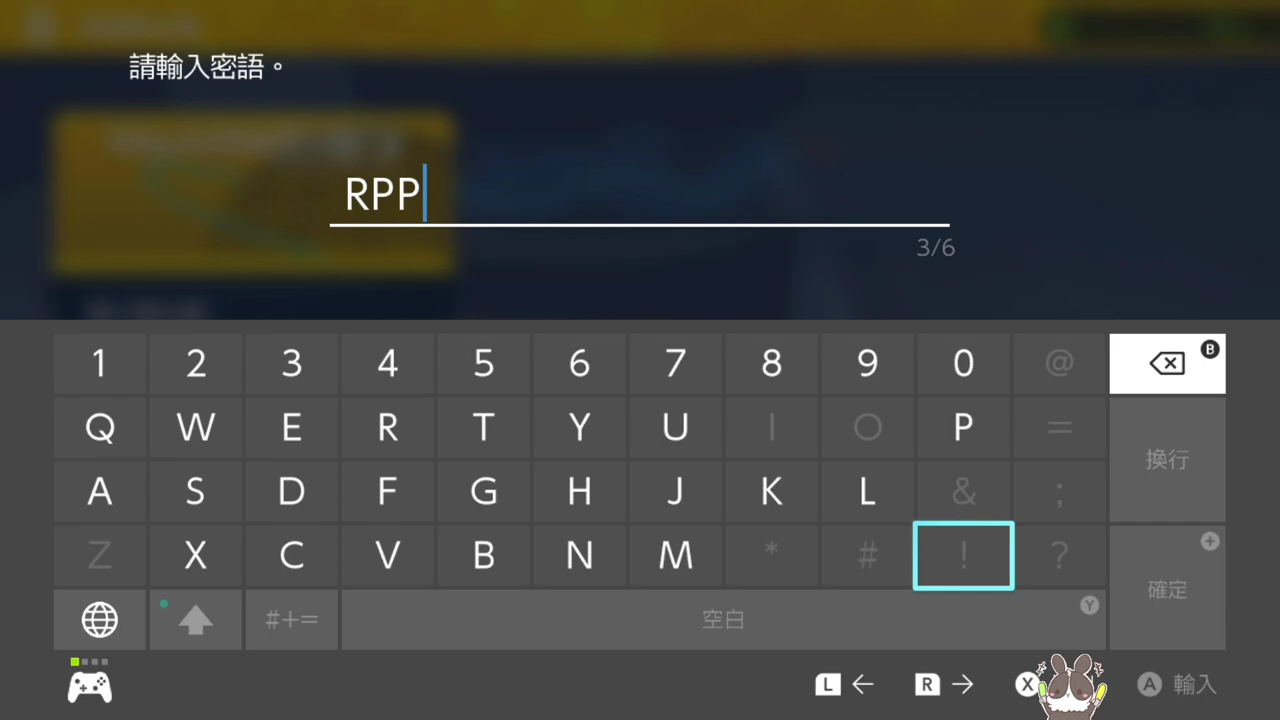 請輸入密語。
RPP
3/6
1 2 3 4 5 6 7 8 9 0 @
B
Q W E R T Y U I O P =
換行
A S D F G H J K L & ;
Z X C V B N M * # ! ?
+
確定
#+=
空白
Y
L ← R → X A 輸入